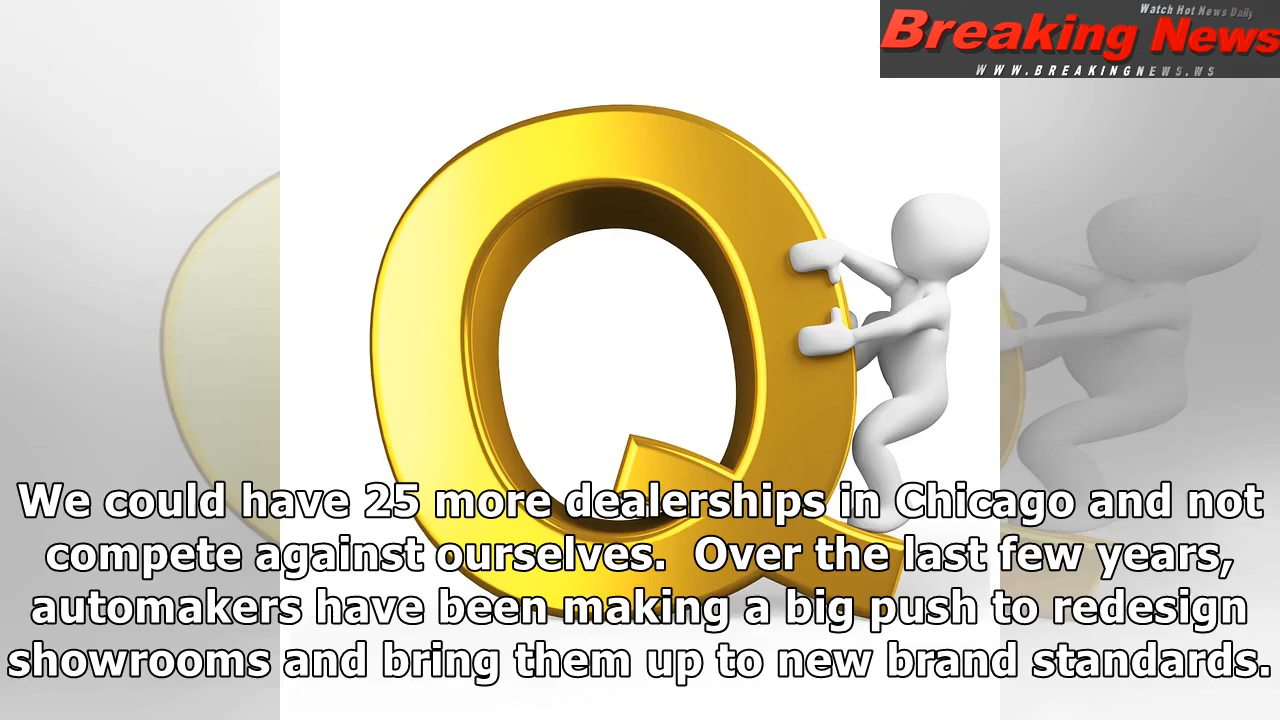 Watch Hot News Daily
Breaking News
WWW.BREAKINGNEWS.WS
Q
We could have 25 more dealerships in Chicago and not
compete against ourselves.  Over the last few years,
automakers have been making a big push to redesign
showrooms and bring them up to new brand standards.